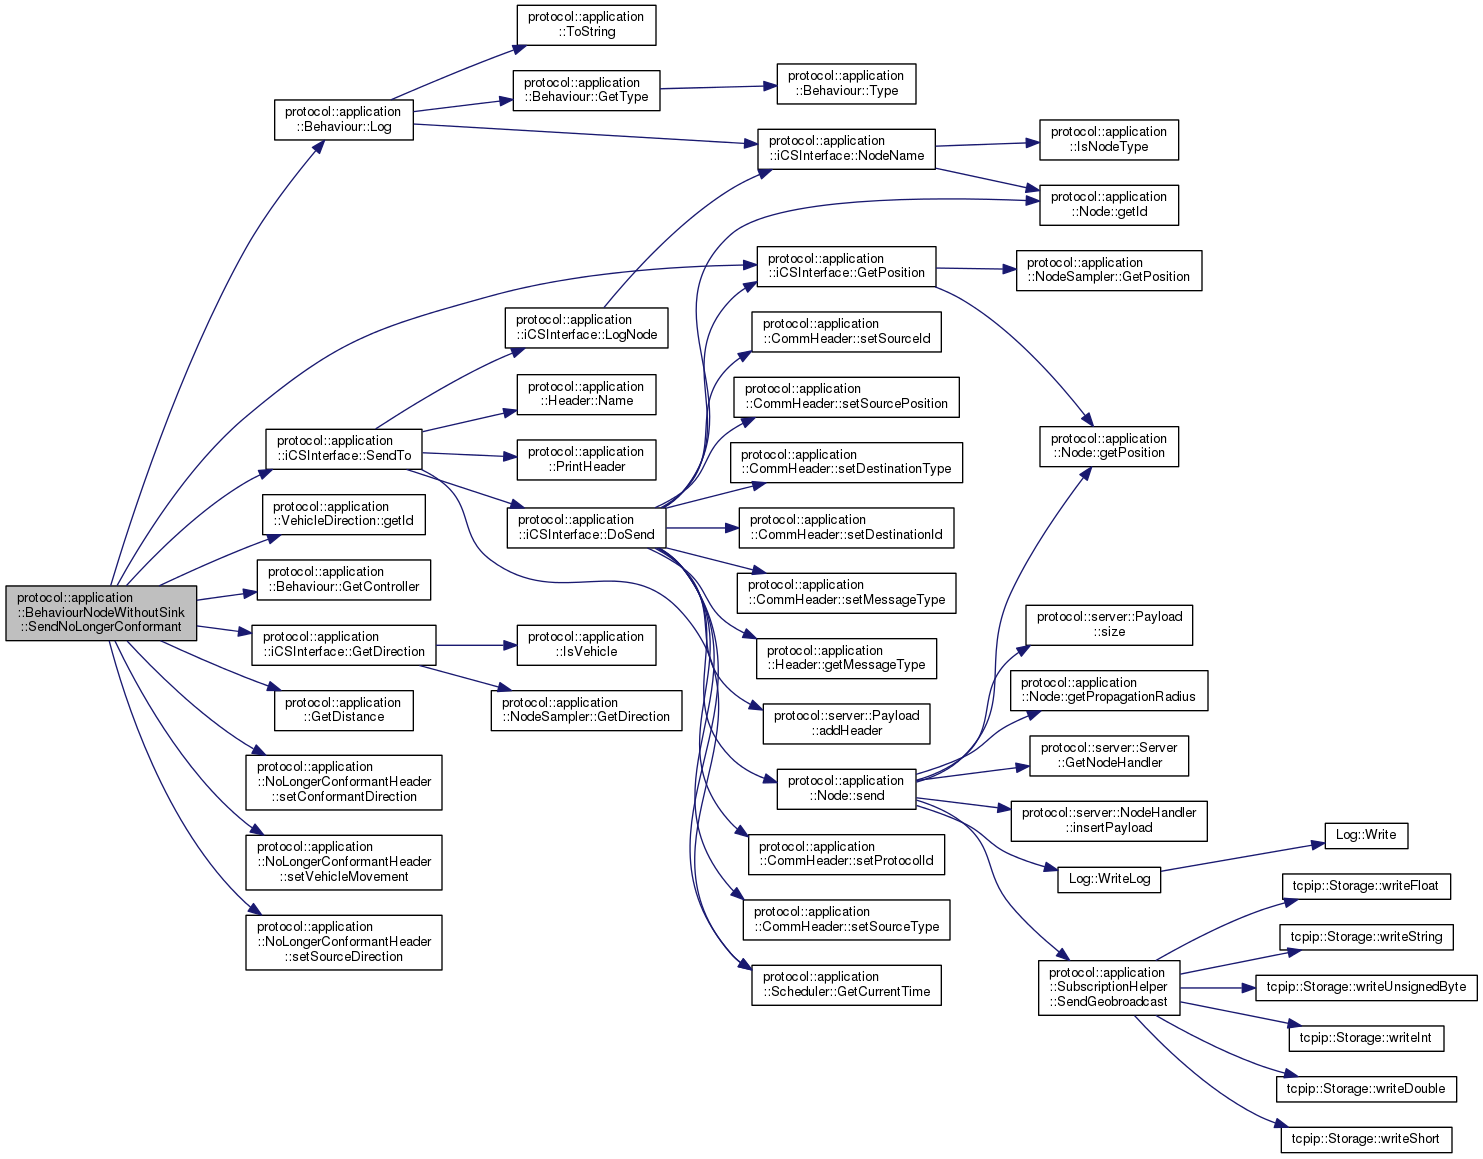 protocol::application
::ToString
protocol::application
::Behaviour::GetType
protocol::application
::Behaviour::Type
protocol::application
::Behaviour::Log
protocol::application
::iCSInterface::NodeName
protocol::application
::IsNodeType
protocol::application
::Node::getId
protocol::application
::iCSInterface::GetPosition
protocol::application
::NodeSampler::GetPosition
protocol::application
::iCSInterface::LogNode
protocol::application
::CommHeader::setSourceId
protocol::application
::Header::Name
protocol::application
::CommHeader::setSourcePosition
protocol::application
::iCSInterface::SendTo
protocol::application
::PrintHeader
protocol::application
::CommHeader::setDestinationType
protocol::application
::Node::getPosition
protocol::application
::VehicleDirection::getId
protocol::application
::iCSInterface::DoSend
protocol::application
::CommHeader::setDestinationId
protocol::application
::Behaviour::GetController
protocol::application
::CommHeader::setMessageType
protocol::application
::BehaviourNodeWithoutSink
::SendNoLongerConformant
protocol::application
::iCSInterface::GetDirection
protocol::application
::IsVehicle
protocol::application
::Header::getMessageType
protocol::server::Payload
::size
protocol::application
::GetDistance
protocol::application
::NodeSampler::GetDirection
protocol::server::Payload
::addHeader
protocol::application
::Node::getPropagationRadius
protocol::application
::NoLongerConformantHeader
::setConformantDirection
protocol::application
::Node::send
protocol::server::Server
::GetNodeHandler
protocol::server::NodeHandler
::insertPayload
protocol::application
::NoLongerConformantHeader
::setVehicleMovement
protocol::application
::CommHeader::setProtocolId
Log::WriteLog
Log::Write
protocol::application
::NoLongerConformantHeader
::setSourceDirection
protocol::application
::CommHeader::setSourceType
protocol::application
::Scheduler::GetCurrentTime
protocol::application
::SubscriptionHelper
::SendGeobroadcast
tcpip::Storage::writeFloat
tcpip::Storage::writeString
tcpip::Storage::writeUnsignedByte
tcpip::Storage::writeInt
tcpip::Storage::writeDouble
tcpip::Storage::writeShort